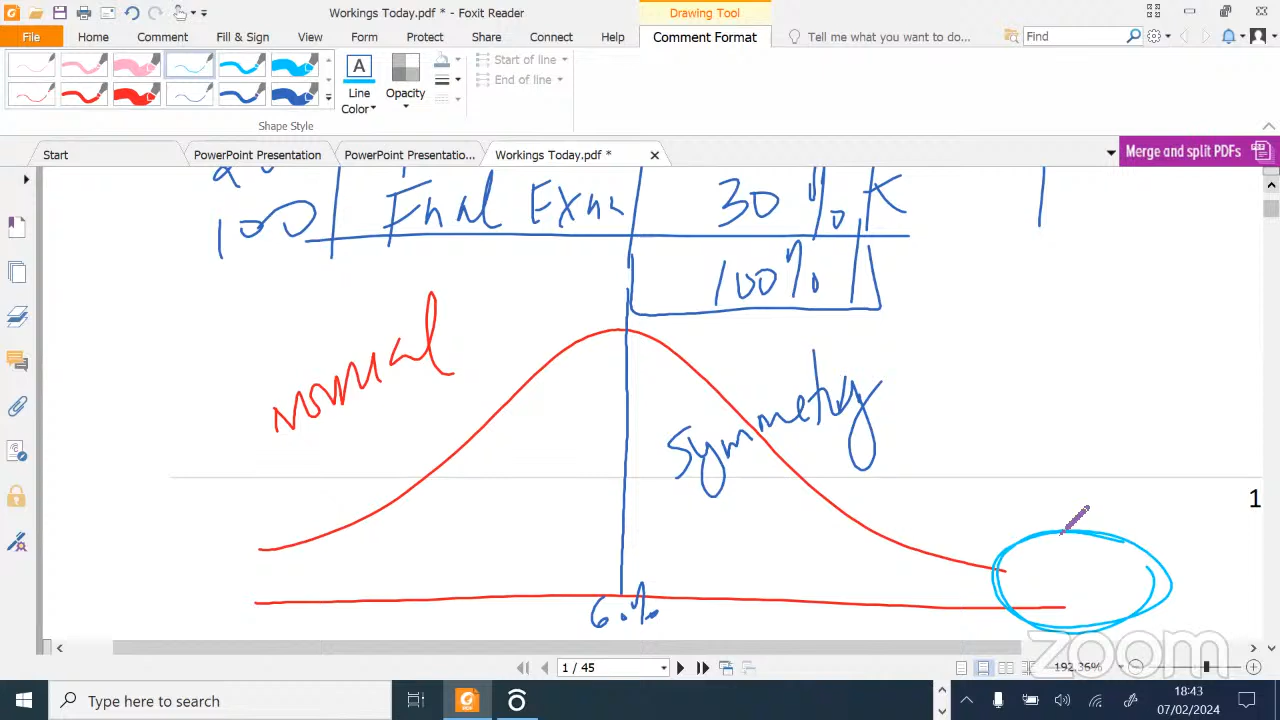 Workings Today.pdf * - Foxit Reader
Drawing Tool
File Home Comment Fill & Sign View Form Protect Share Connect Help Comment Format Tell me what you want to do... Find
Line Color
Opacity
Start of line
End of line
Shape Style
Start PowerPoint Presentation PowerPoint Presentatio... Workings Today.pdf * Merge and split PDFs
100 Final Exam 30%
100%
normal
symmetry
1
60%
zoom
1 / 45
192.36%
Type here to search
18:43
07/02/2024